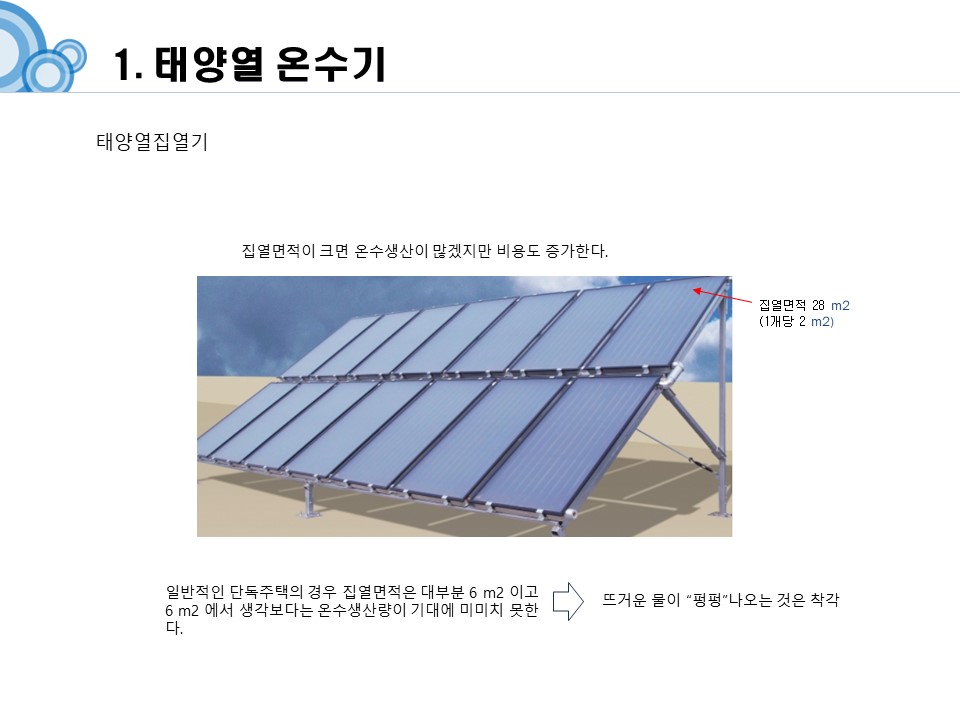 1. 태양열 온수기
태양열집열기
집열면적이 크면 온수생산이 많겠지만 비용도 증가한다.
집열면적 28 m2
(1개당 2 m2)
일반적인 단독주택의 경우 집열면적은 대부분 6 m2 이고
6 m2 에서 생각보다는 온수생산량이 기대에 미미치 못한
다.
뜨거운 물이 “펑펑”나오는 것은 착각